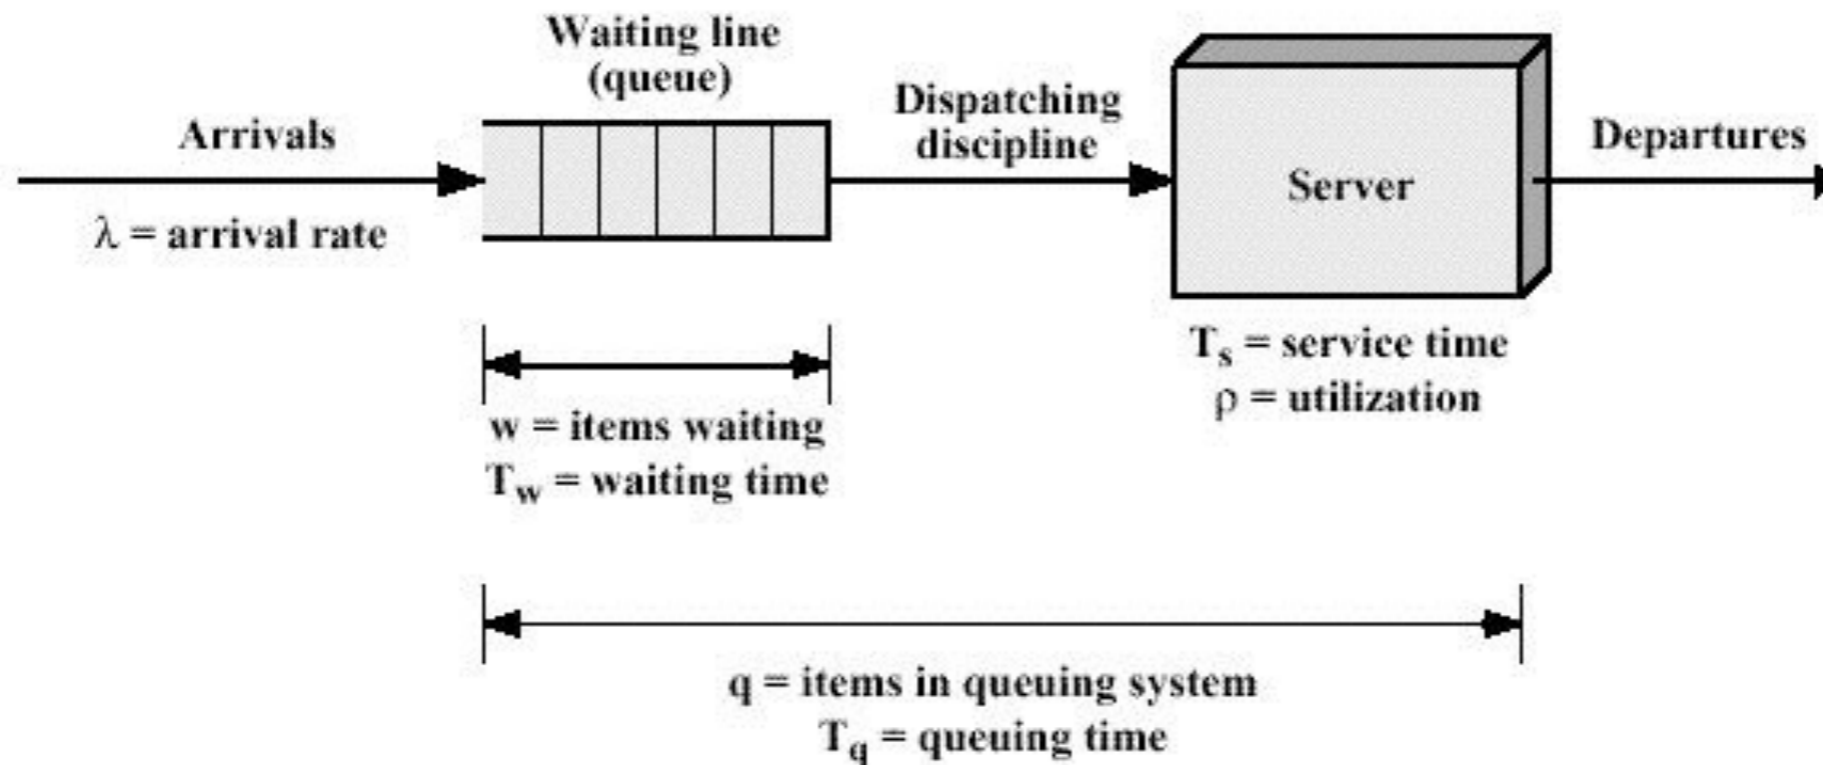 Waiting line
(queue)
Arrivals
λ = arrival rate
Dispatching
discipline
Server
Departures
Ts = service time
ρ = utilization
w = items waiting
Tw = waiting time
q = items in queuing system
Tq = queuing time